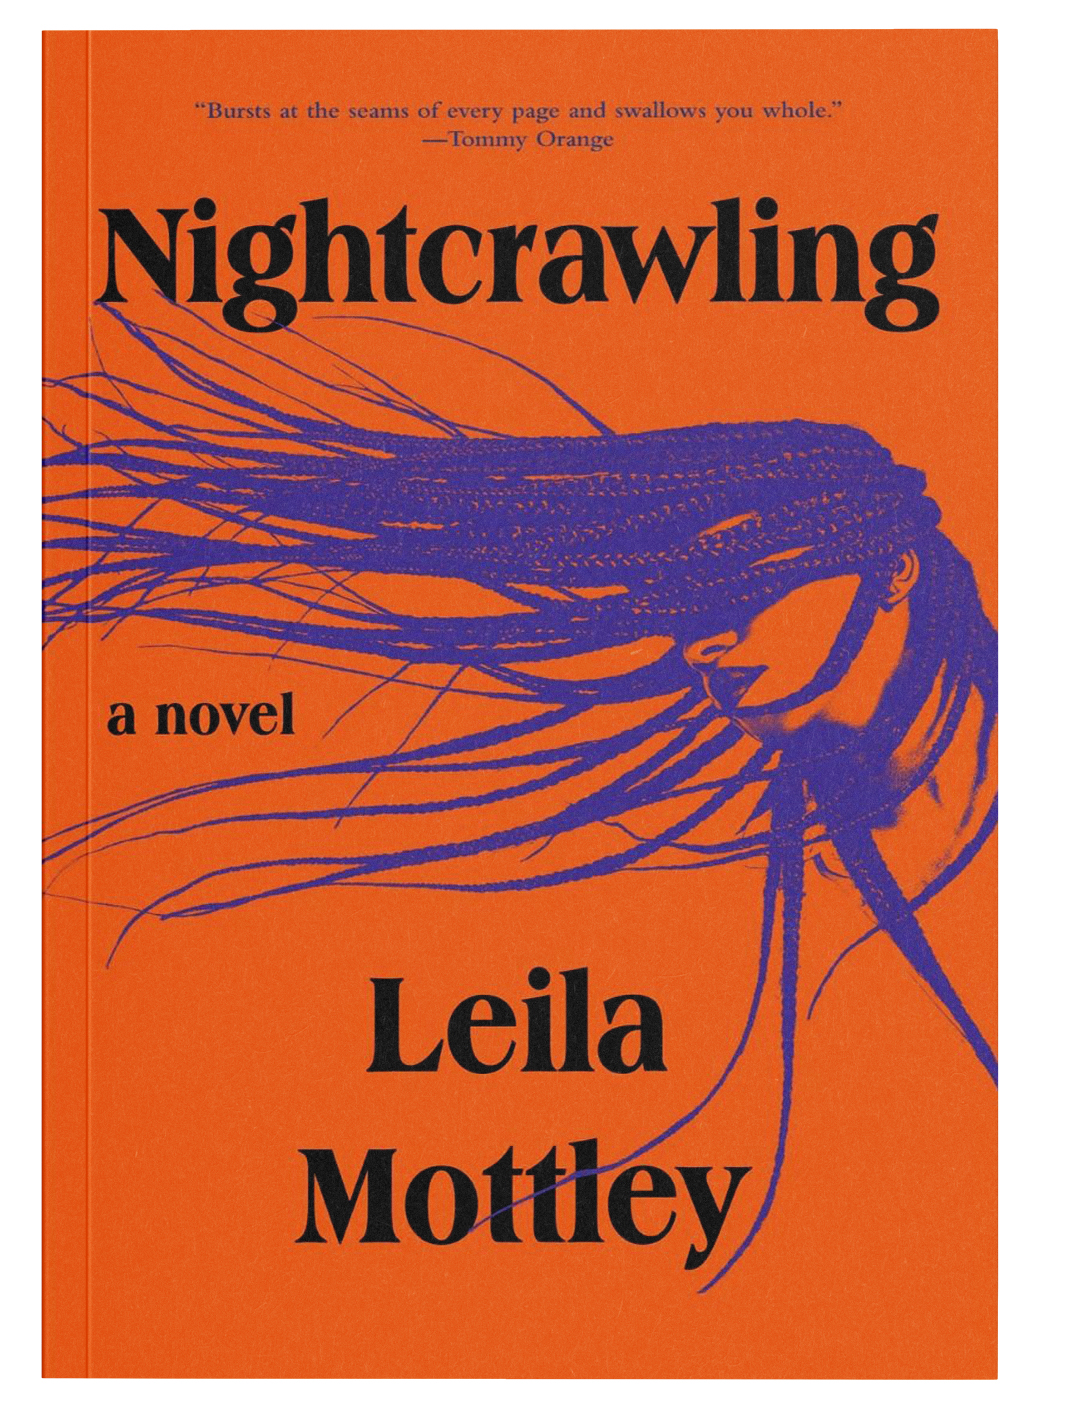 “Bursts at the seams of every page and swallows you whole.”
—Tommy Orange
Nightcrawling
a novel
Leila
Mottley